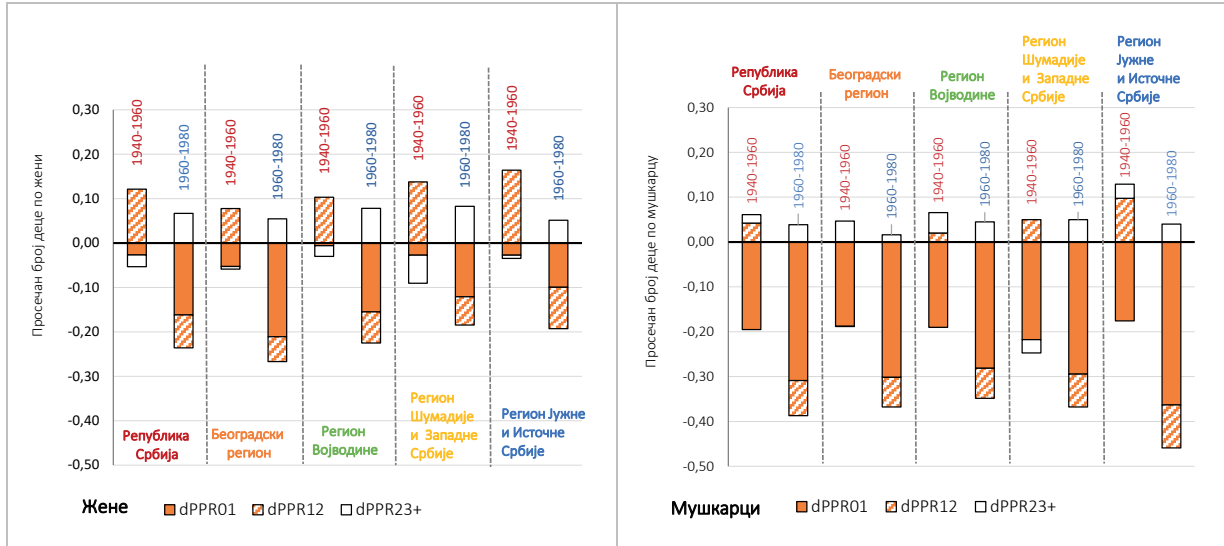 Просечан број деце по жени
0,30
0,20
0,10
0,00
-0,10
-0,20
-0,30
-0,40
-0,50
1940-1960
1960-1980
1940-1960
1960-1980
1940-1960
1960-1980
1940-1960
1960-1980
1940-1960
1960-1980
Република
Србија
Београдски
регион
Регион
Војводине
Регион
Шумадије
и Западне
Србије
Регион Јужне
и Источне
Србије
Жене
dPPR01
dPPR12
dPPR23+
Просечан број деце по мушкарцу
0,30
0,20
0,10
0,00
-0,10
-0,20
-0,30
-0,40
-0,50
Република
Србија
Београдски
регион
Регион
Војводине
Регион
Шумадије
и Западне
Србије
Регион
Јужне
и Источне
Србије
1940-1960
1960-1980
1940-1960
1960-1980
1940-1960
1960-1980
1940-1960
1960-1980
1940-1960
1960-1980
Мушкарци
dPPR01
dPPR12
dPPR23+